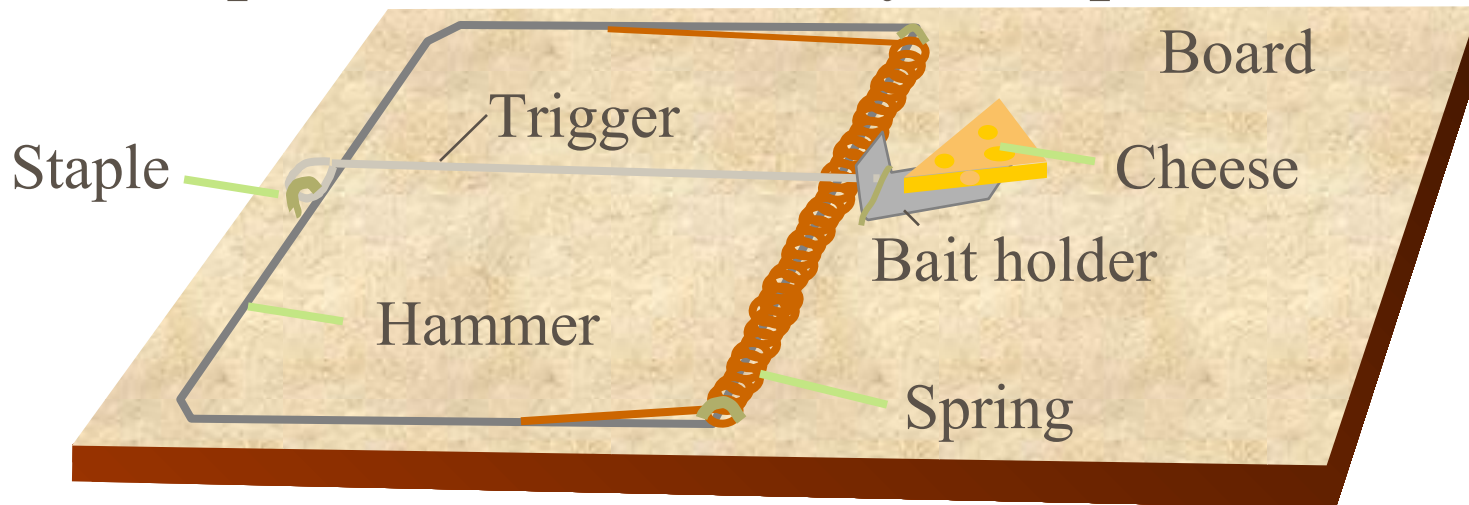 Board
Trigger
Staple
Cheese
Bait holder
Hammer
Spring